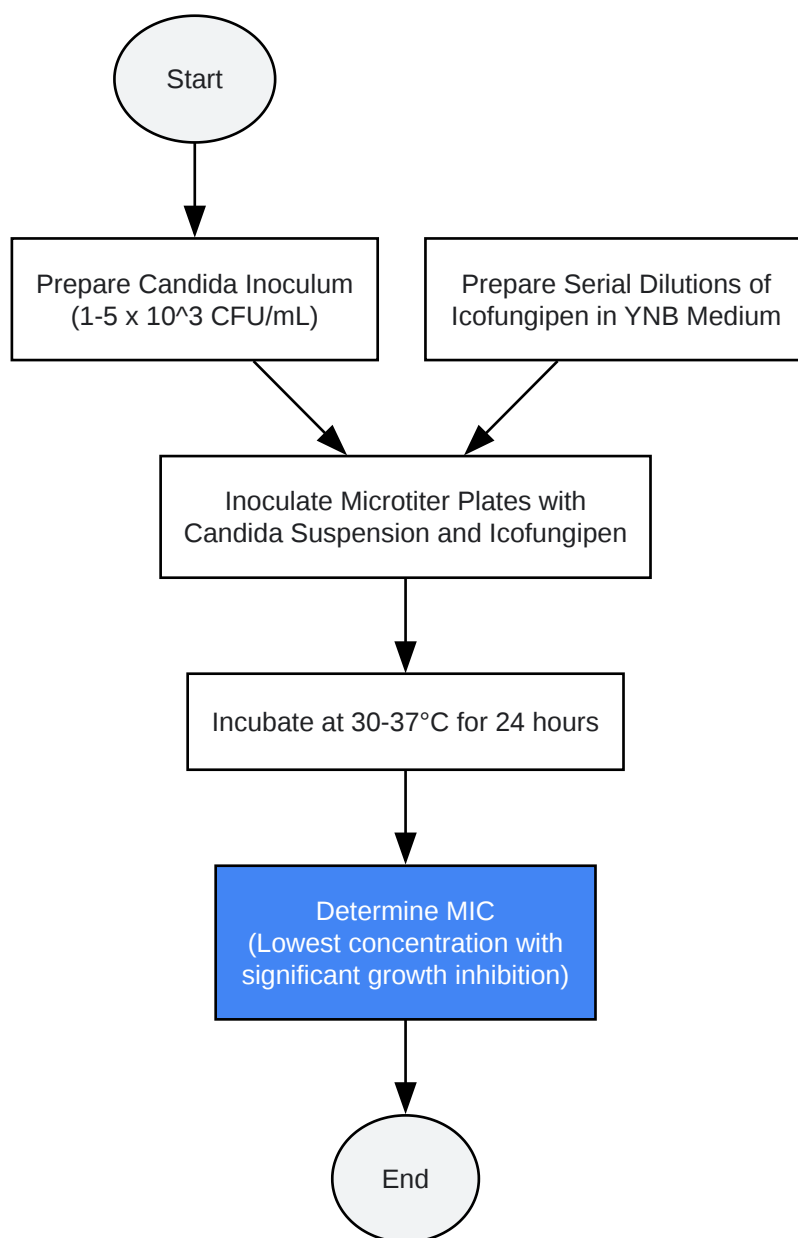 Start
Prepare Candida Inoculum
(1-5 x 10^3 CFU/mL)
Prepare Serial Dilutions of
Icofungipen in YNB Medium
Inoculate Microtiter Plates with
Candida Suspension and Icofungipen
Incubate at 30-37°C for 24 hours
Determine MIC
(Lowest concentration with
significant growth inhibition)
End